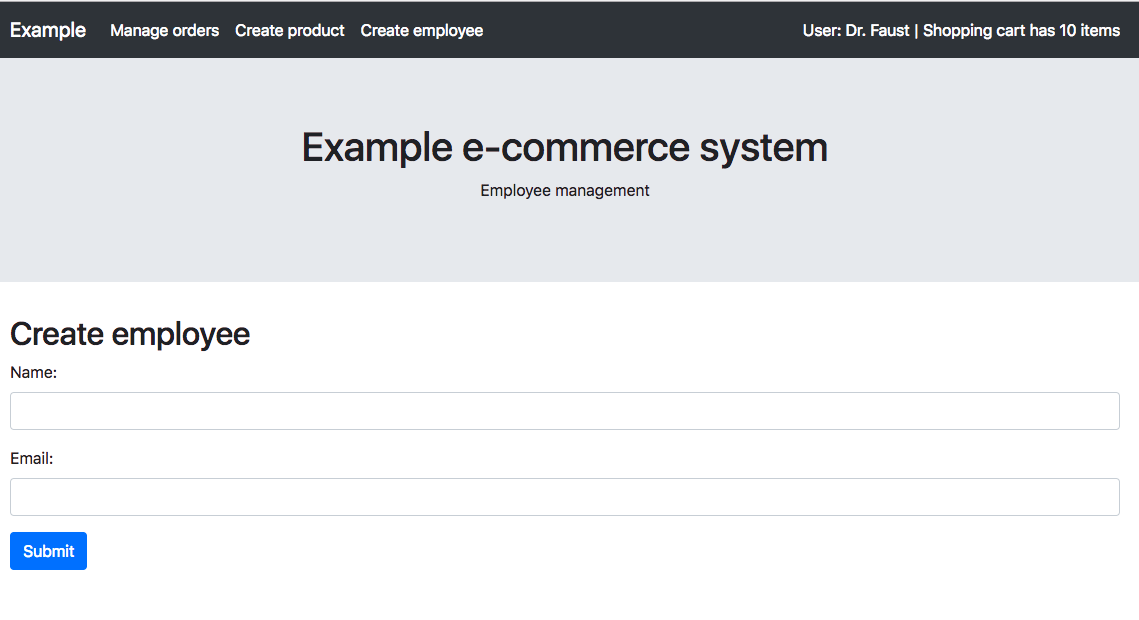 Example Manage orders Create product Create employee User: Dr. Faust | Shopping cart has 10 items
Example e-commerce system
Employee management
Create employee
Name:
Email:
Submit